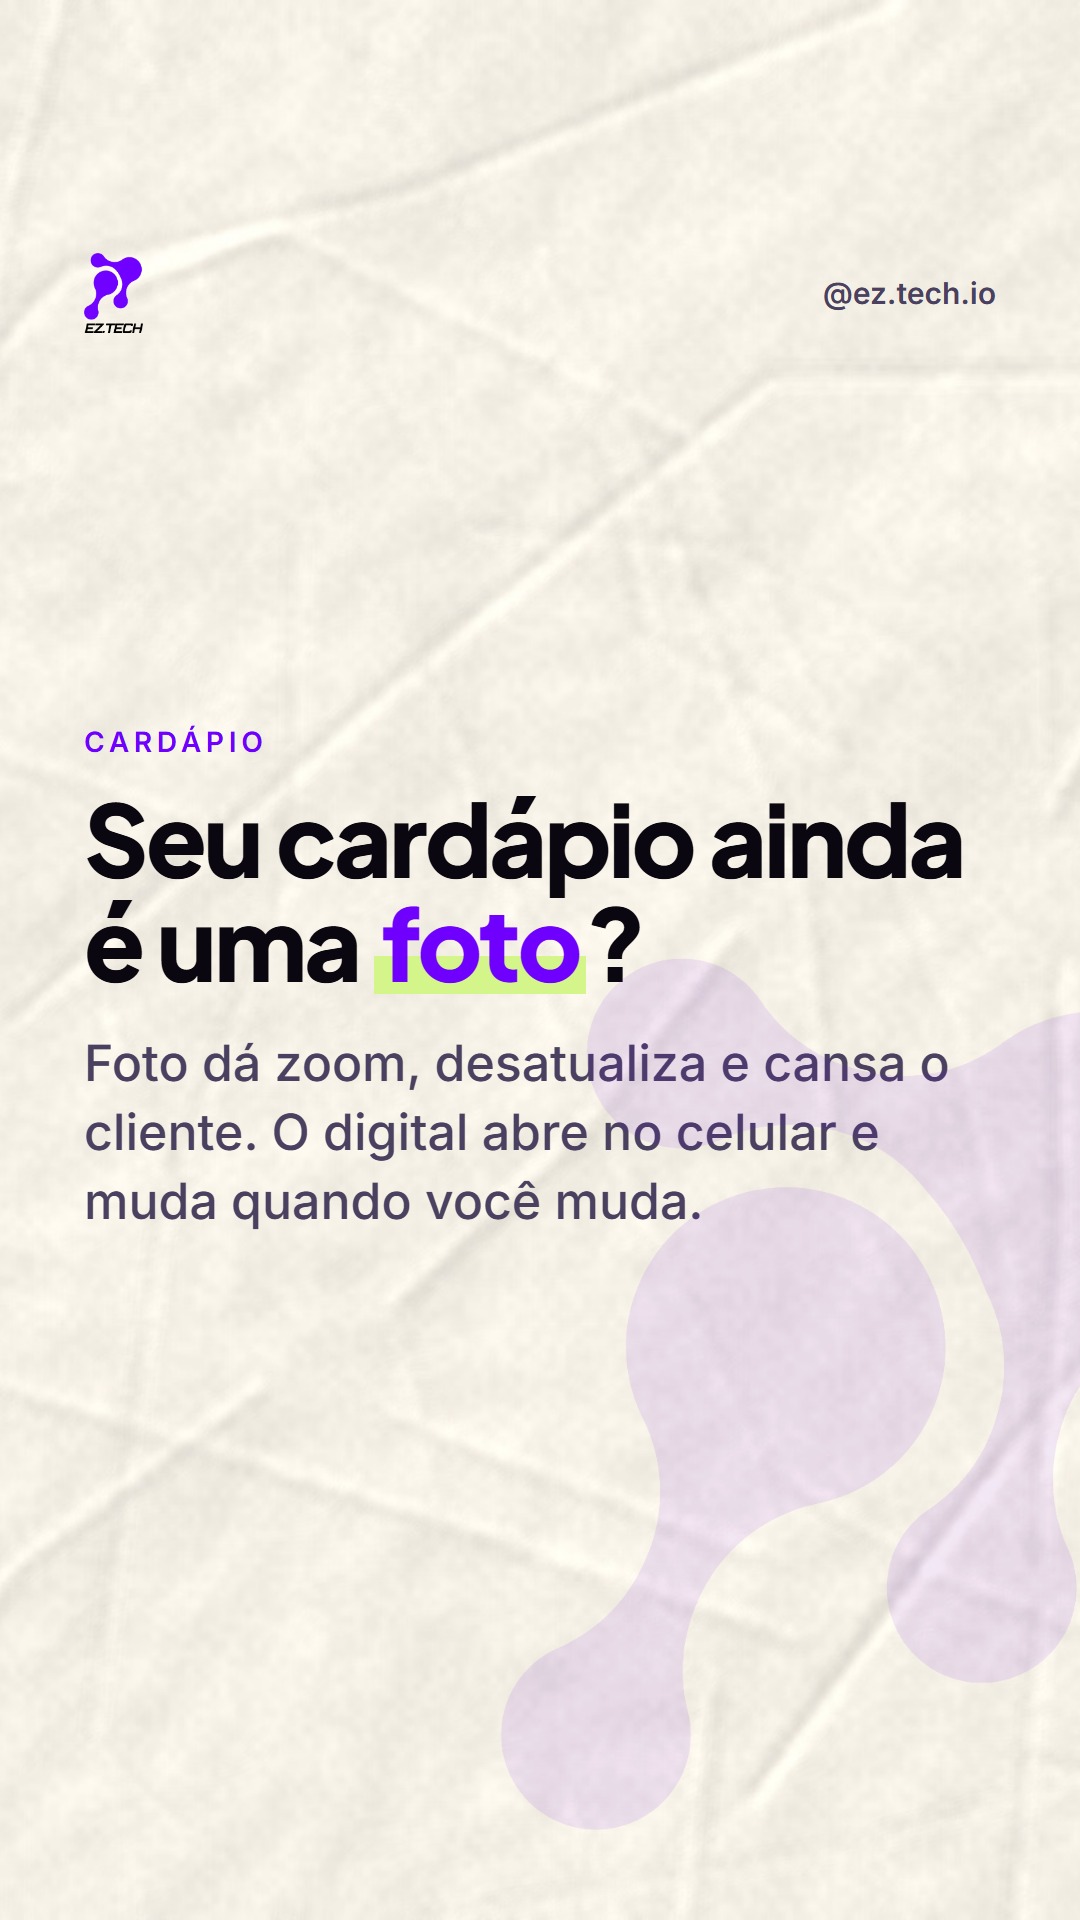 EZ.TECH
@ez.tech.io
CARDÁPIO
Seu cardápio ainda
é uma foto?
Foto dá zoom, desatualiza e cansa o
cliente. O digital abre no celular e
muda quando você muda.